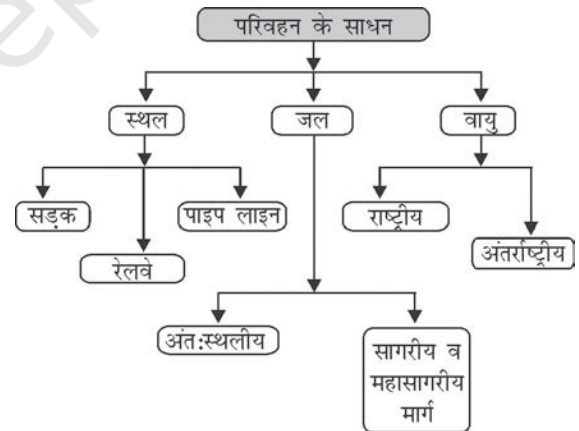 परिवहन के साधन
स्थल
जल
वायु
सड़क
रेलवे
पाइप लाइन
राष्ट्रीय
अंतर्राष्ट्रीय
अंत:स्थलीय
सागरीय व
महासागरीय
मार्ग